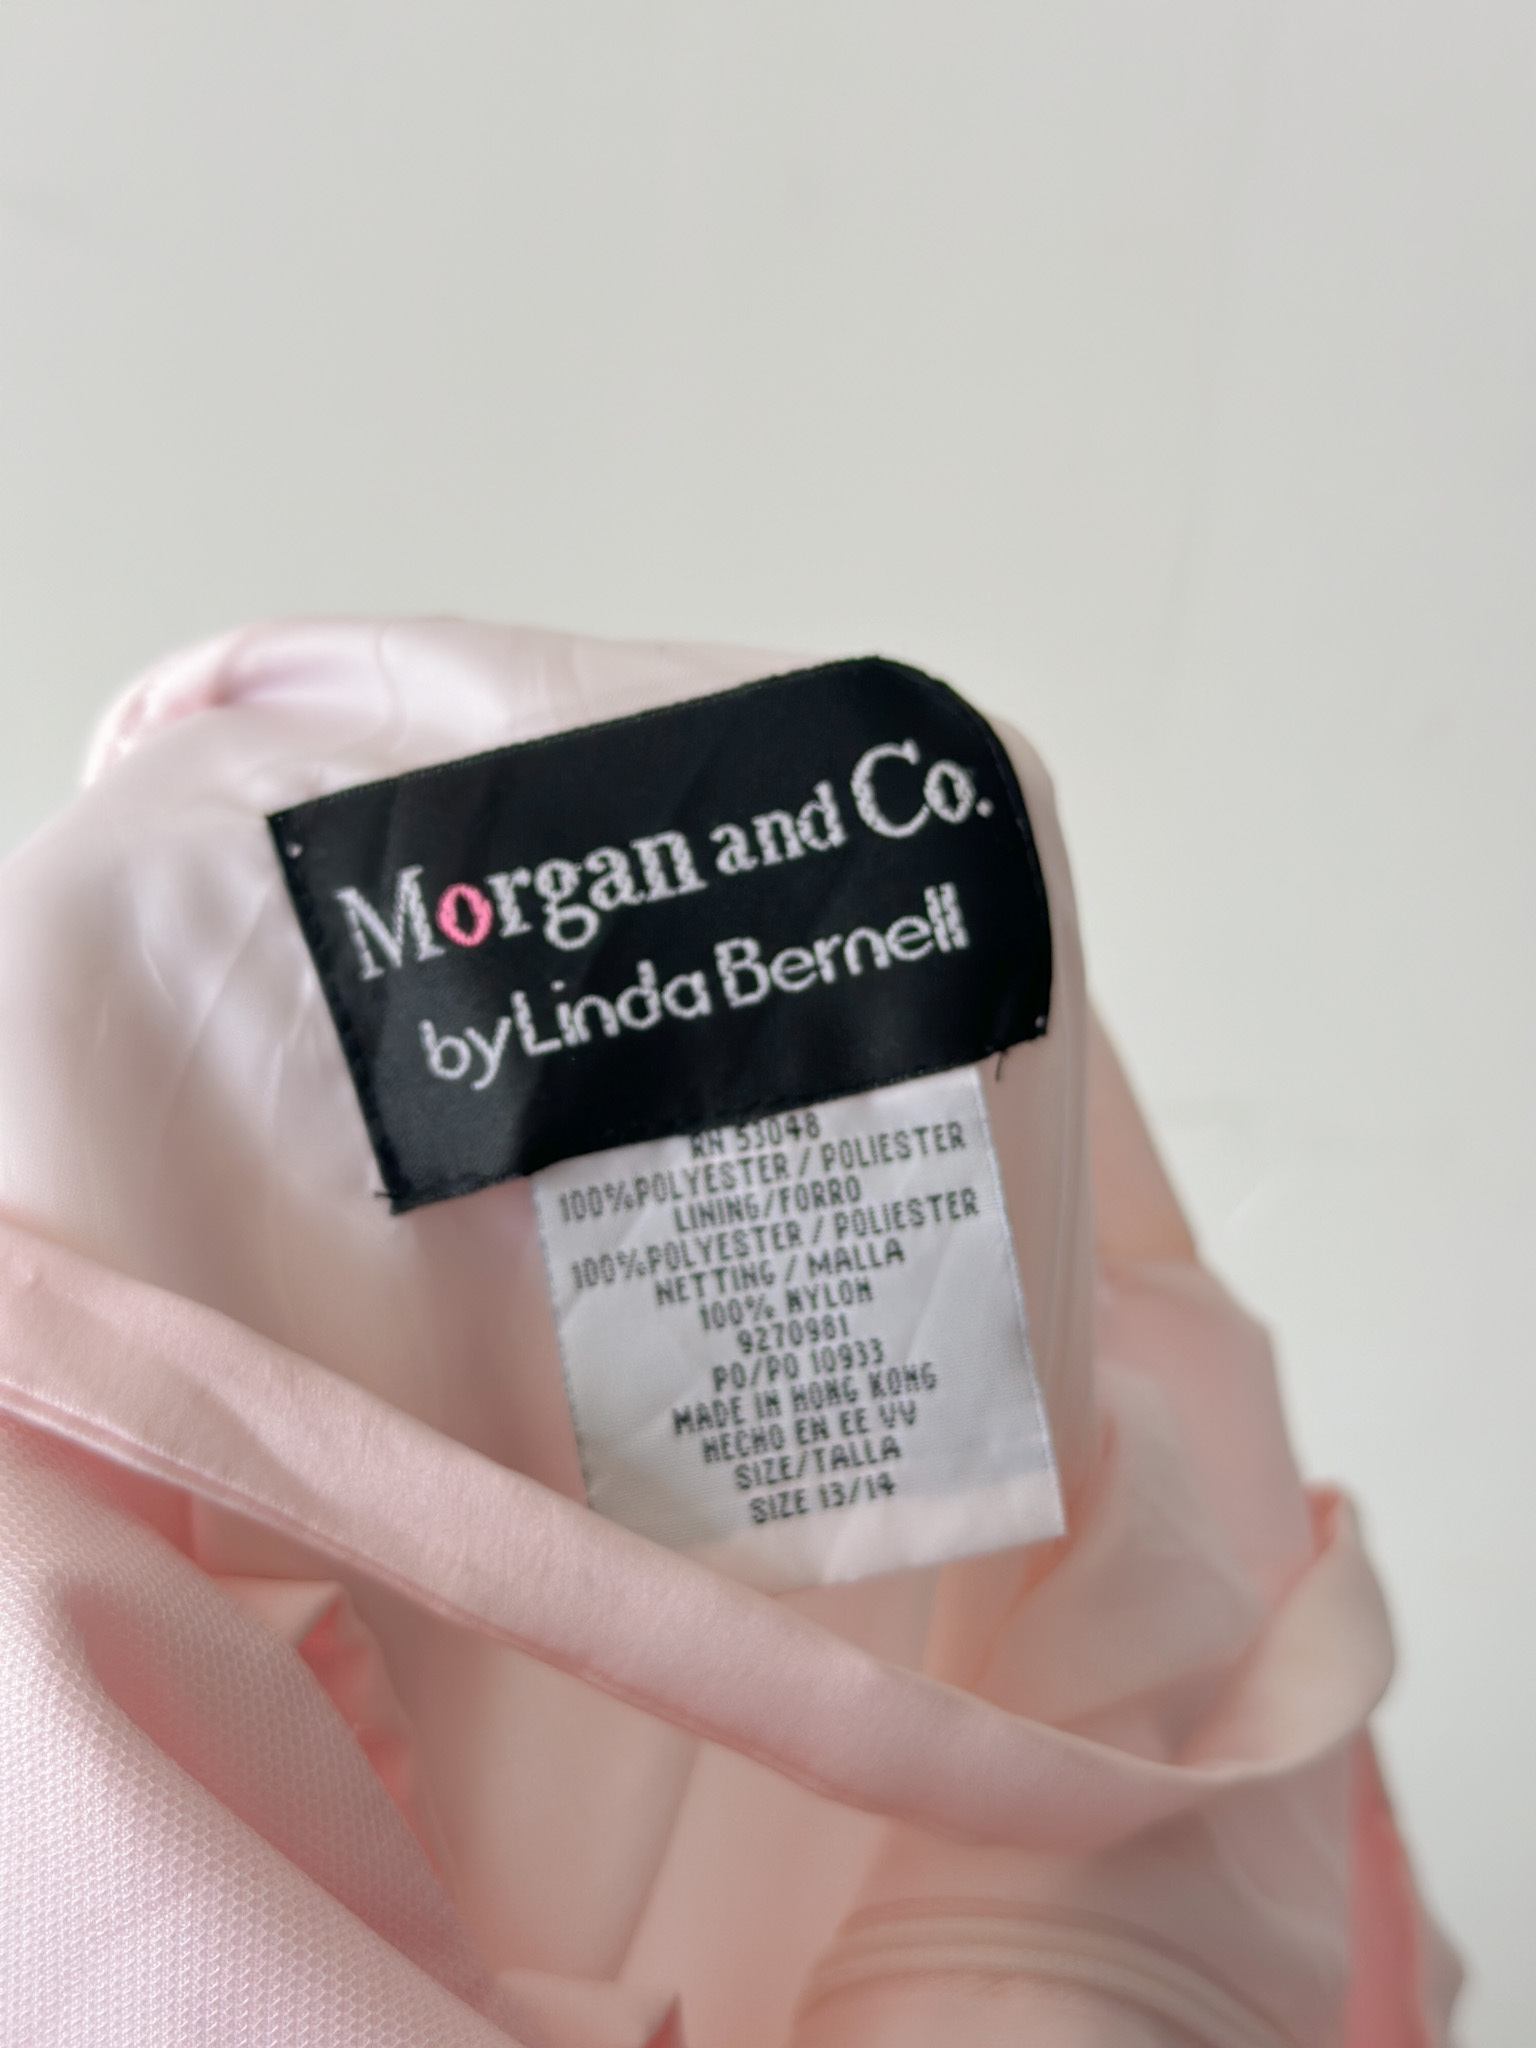 Morgan and Co.
by Linda Bernell
RN 53048
100%POLYESTER / POLIESTER
LINING/FORRO
100%POLYESTER / POLIESTER
NETTING / MALLA
100% NYLON
9270981
PO/PO 10933
MADE IN HONG KONG
HECHO EN EE VV
SIZE/TALLA
SIZE 13/14